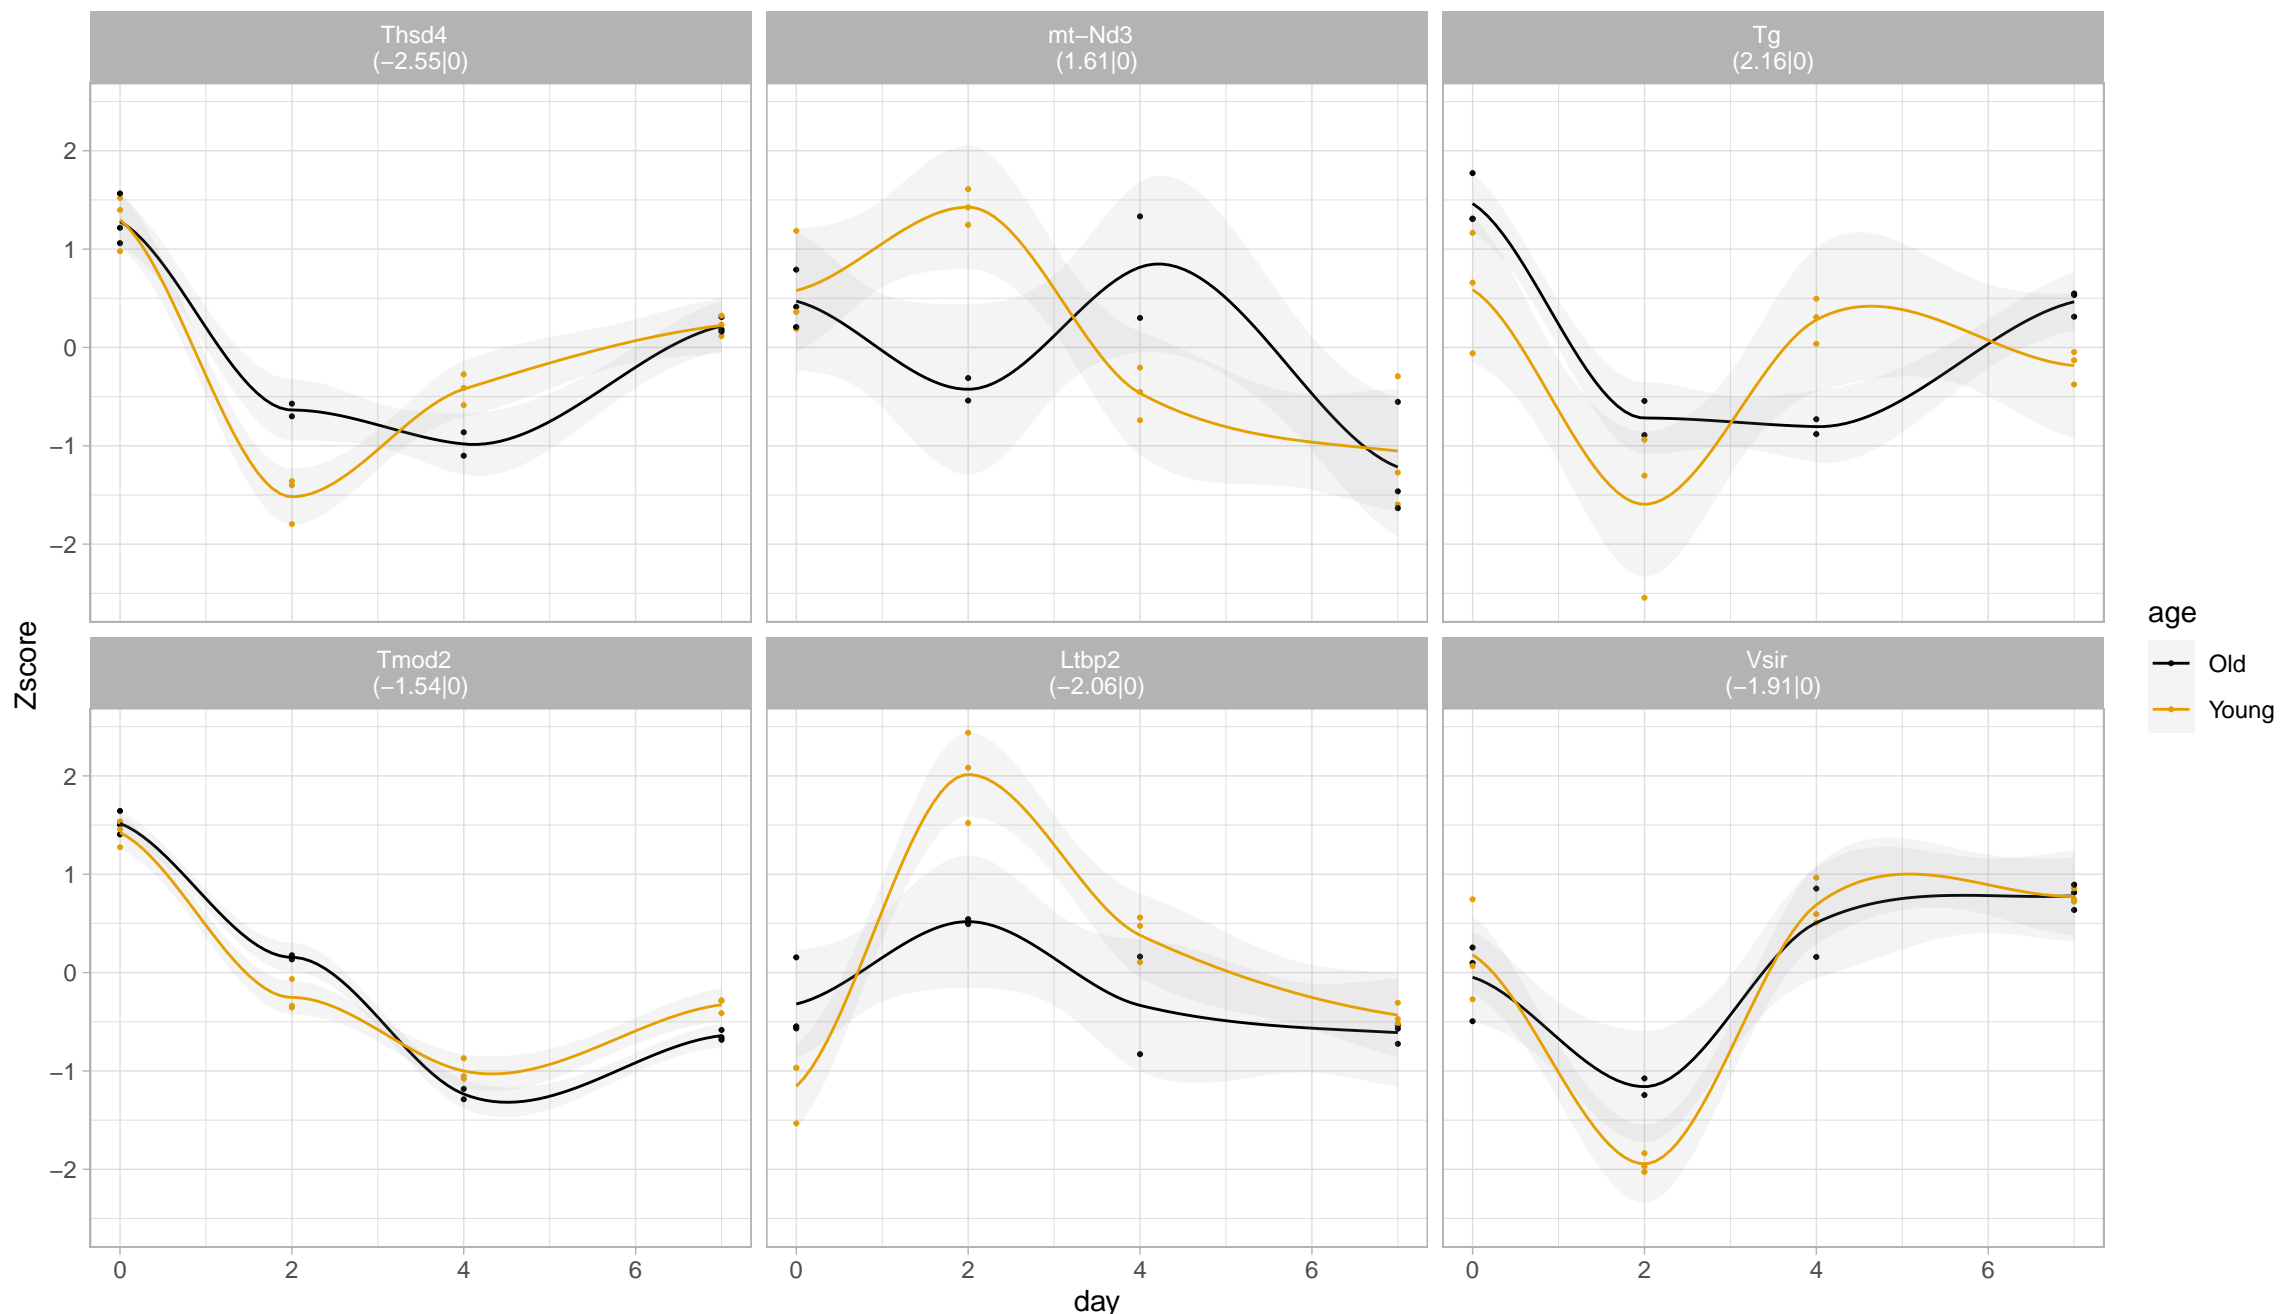 Thsd4
(−2.55|0)
mt−Nd3
(1.61|0)
Tg
(2.16|0)
2
1
0
−1
−2
Tmod2
(−1.54|0)
Ltbp2
(−2.06|0)
Vsir
(−1.91|0)
2
1
0
−1
−2
0
2
4
6
0
2
4
6
0
2
4
6
Zscore
day
age
Old
Young